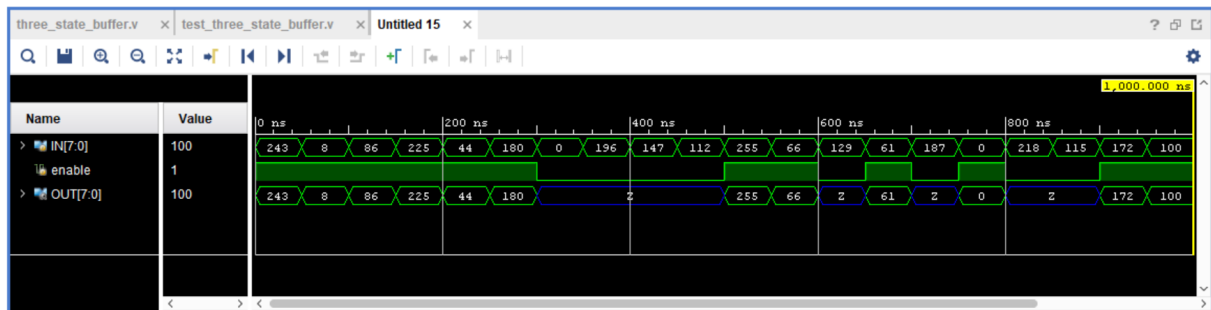 three_state_buffer.v × test_three_state_buffer.v × Untitled 15 ×
?
1,000.000 ns
Name Value 0 ns 200 ns 400 ns 600 ns 800 ns
IN[7:0] 100 243 8 86 225 44 180 0 196 147 112 255 66 129 61 187 0 218 115 172 100
enable 1
OUT[7:0] 100 243 8 86 225 44 180 Z 255 66 Z 61 Z 0 Z 172 100